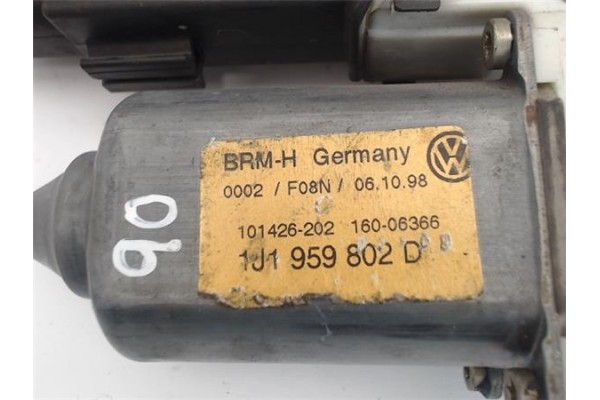 BRM-H Germany
0002 / F08N / 06.10.98
101426-202 160-06366
1J1 959 802 D
90